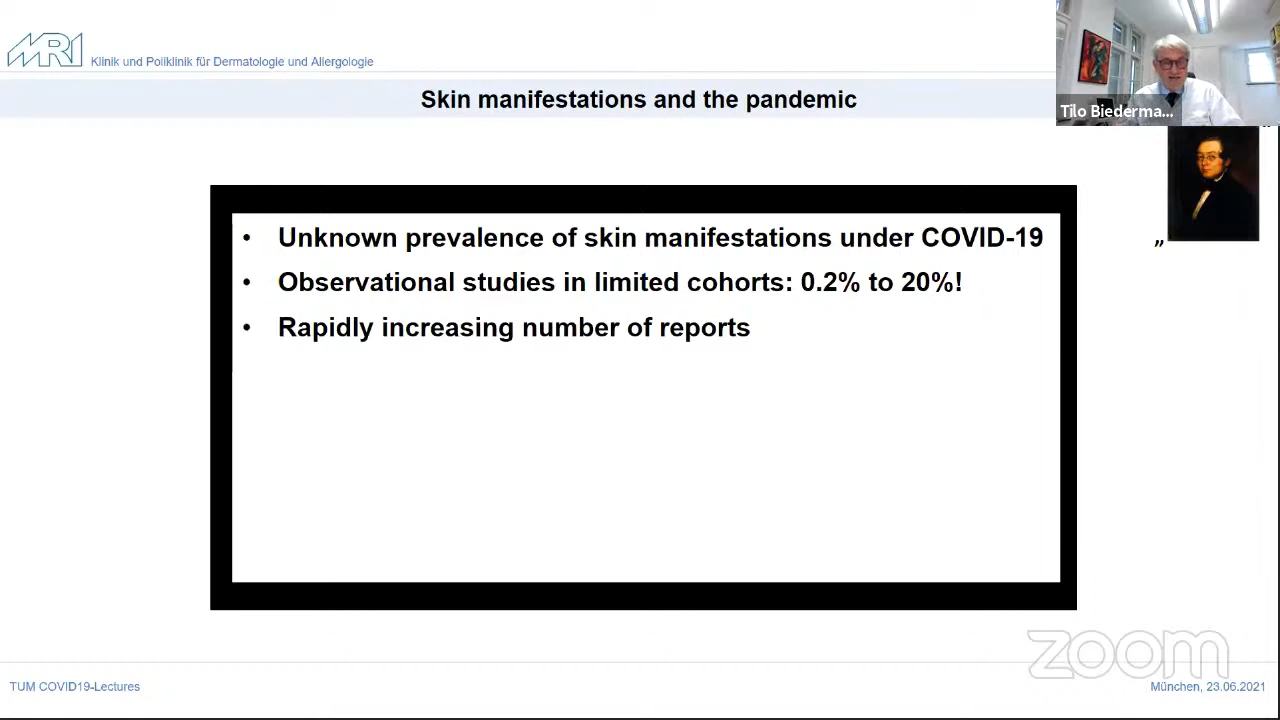 MRI
Klinik und Poliklinik für Dermatologie und Allergologie
Skin manifestations and the pandemic
Tilo Biederma...
„
• Unknown prevalence of skin manifestations under COVID-19
• Observational studies in limited cohorts: 0.2% to 20%!
• Rapidly increasing number of reports
zoom
TUM COVID19-Lectures
München, 23.06.2021